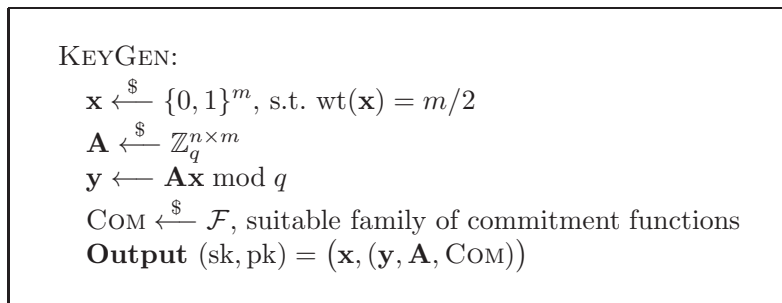 KEYGEN:
x ←$ {0, 1}^m, s.t. wt(x) = m/2
A ←$ ℤ_q^{n×m}
y ← Ax mod q
COM ←$ ℱ, suitable family of commitment functions
Output (sk, pk) = (x, (y, A, COM))